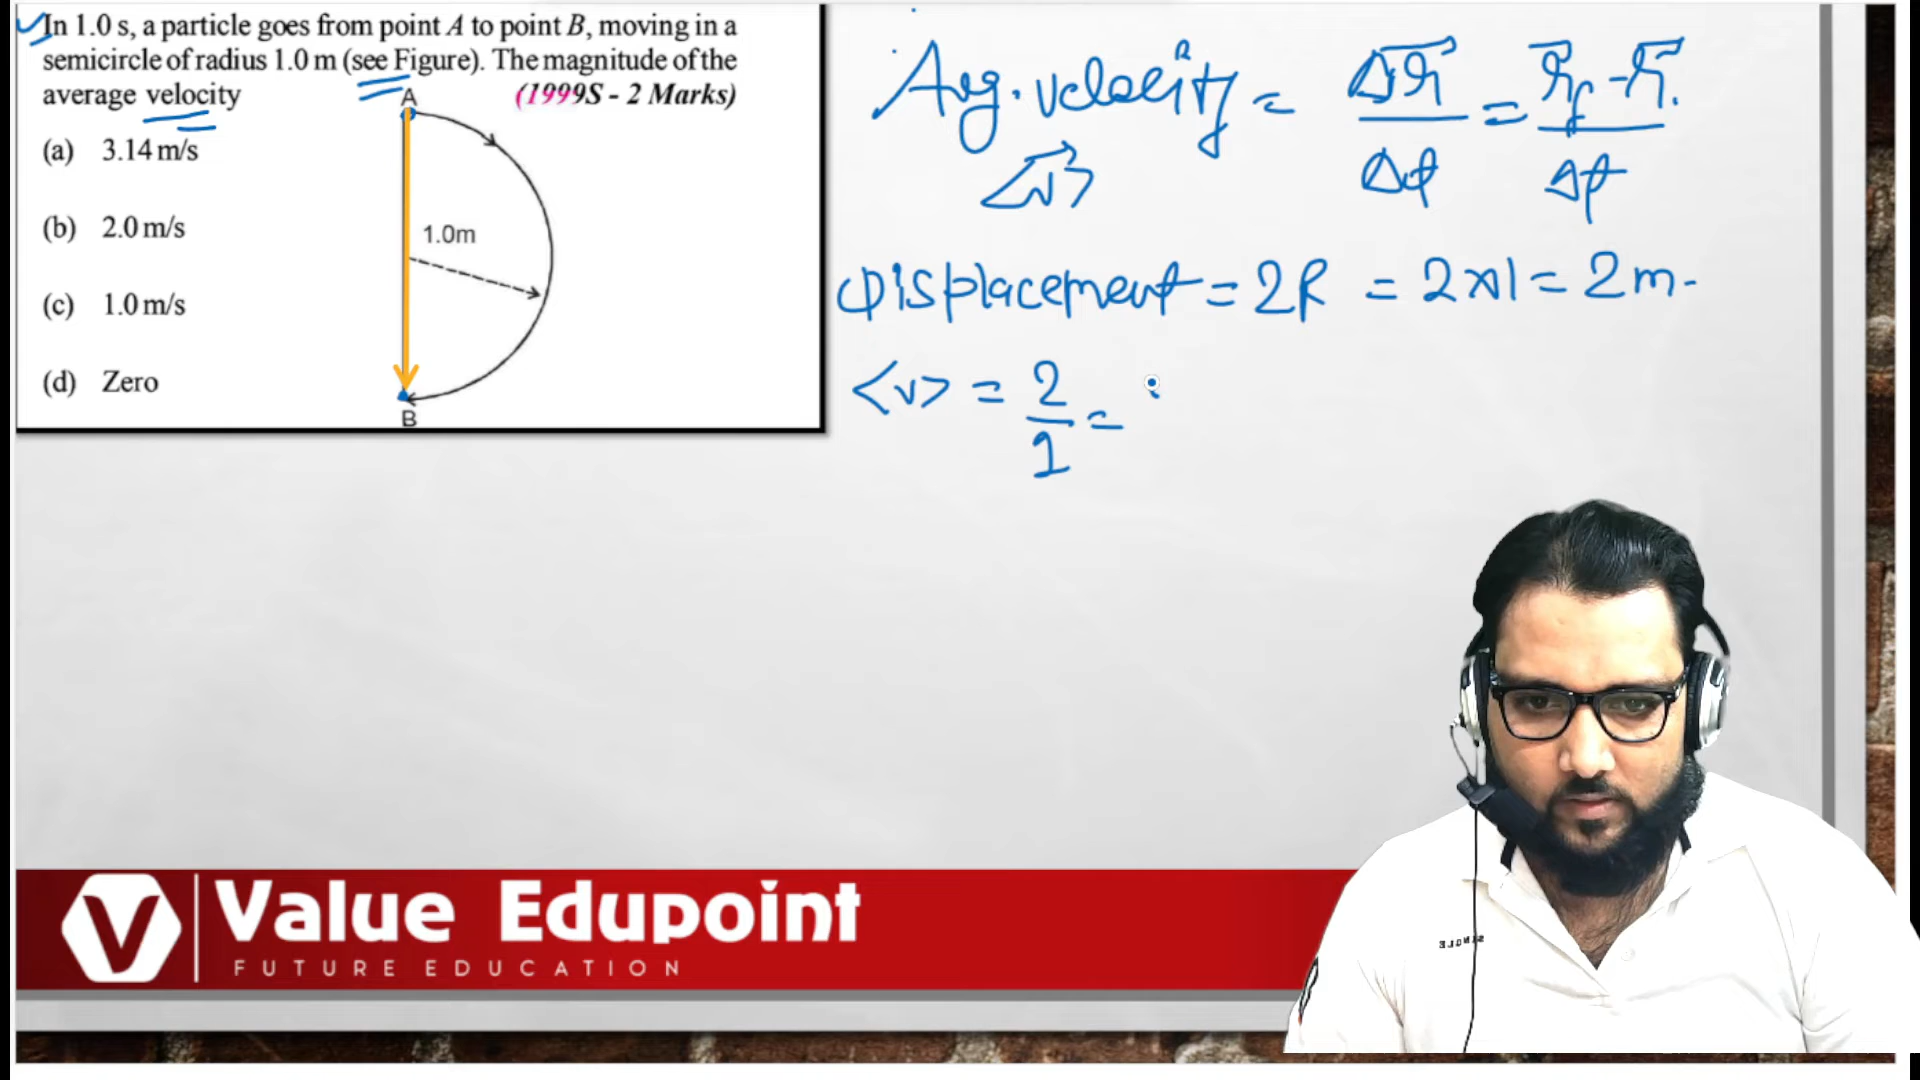 In 1.0 s, a particle goes from point A to point B, moving in a
semicircle of radius 1.0 m (see Figure). The magnitude of the
average velocity (1999S - 2 Marks)
A
(a) 3.14 m/s
(b) 2.0 m/s
1.0m
(c) 1.0 m/s
(d) Zero
B
Avg. velocity = Δr⃗/Δt = (r⃗f - r⃗i)/Δt
<v⃗>
Displacement = 2R = 2×1 = 2m.
<v> = 2/1 =
V Value Edupoint
FUTURE EDUCATION